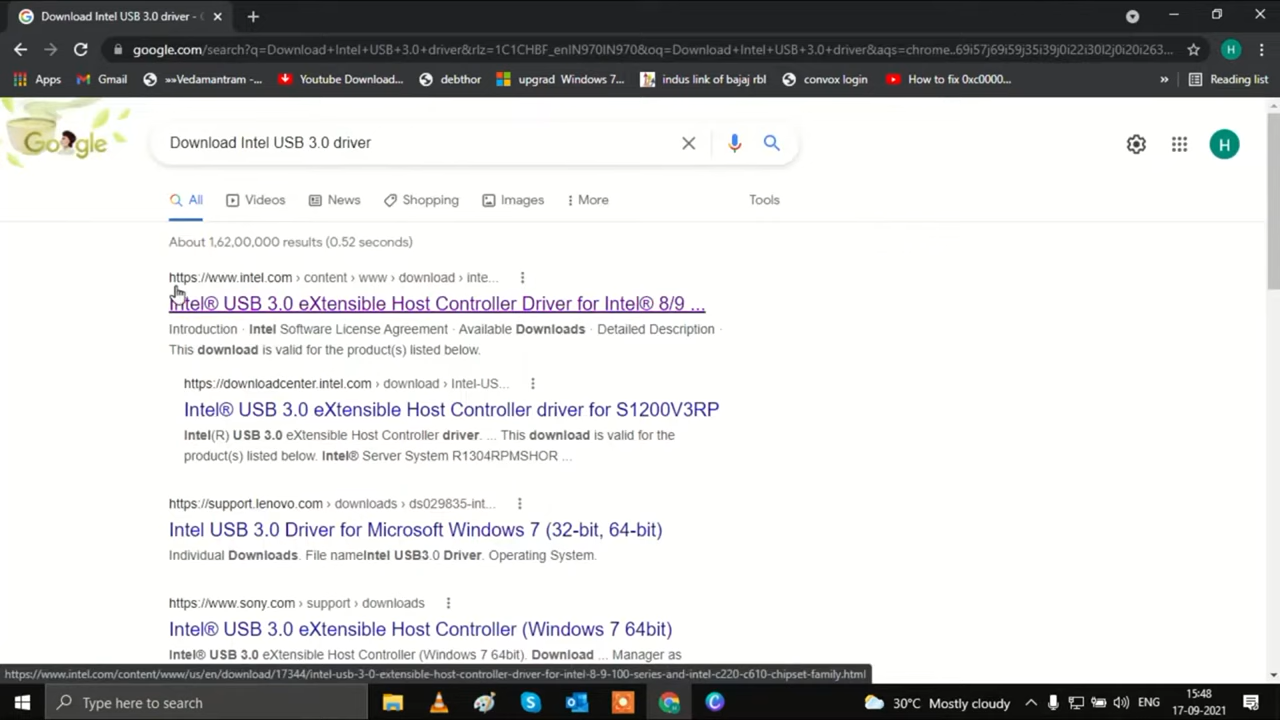 Download Intel USB 3.0 driver - G
google.com/search?q=Download+Intel+USB+3.0+driver&rlz=1C1CHBF_enIN970IN970&oq=Download+Intel+USB+3.0+driver&aqs=chrome..69i57j69i59j35i39j0i22i30l2j0i20i263...
H
Apps
Gmail
»»Vedamantram -...
Youtube Download...
debthor
upgrad Windows 7...
indus link of bajaj rbl
convox login
How to fix 0xc0000...
»
Reading list
Google
Download Intel USB 3.0 driver
H
All
Videos
News
Shopping
Images
More
Tools
About 1,62,00,000 results (0.52 seconds)
https://www.intel.com › content › www › download › inte...
Intel® USB 3.0 eXtensible Host Controller Driver for Intel® 8/9 ...
Introduction · Intel Software License Agreement · Available Downloads · Detailed Description ·
This download is valid for the product(s) listed below.
https://downloadcenter.intel.com › download › Intel-US...
Intel® USB 3.0 eXtensible Host Controller driver for S1200V3RP
Intel(R) USB 3.0 eXtensible Host Controller driver. ... This download is valid for the
product(s) listed below. Intel® Server System R1304RPMSHOR ...
https://support.lenovo.com › downloads › ds029835-int...
Intel USB 3.0 Driver for Microsoft Windows 7 (32-bit, 64-bit)
Individual Downloads. File nameIntel USB3.0 Driver. Operating System.
https://www.sony.com › support › downloads
Intel® USB 3.0 eXtensible Host Controller (Windows 7 64bit)
Intel® USB 3.0 eXtensible Host Controller (Windows 7 64bit). Download ... Manager as
https://www.intel.com/content/www/us/en/download/17344/intel-usb-3-0-extensible-host-controller-driver-for-intel-8-9-100-series-and-intel-c220-c610-chipset-family.html
Type here to search
30°C Mostly cloudy
ENG
15:48
17-09-2021